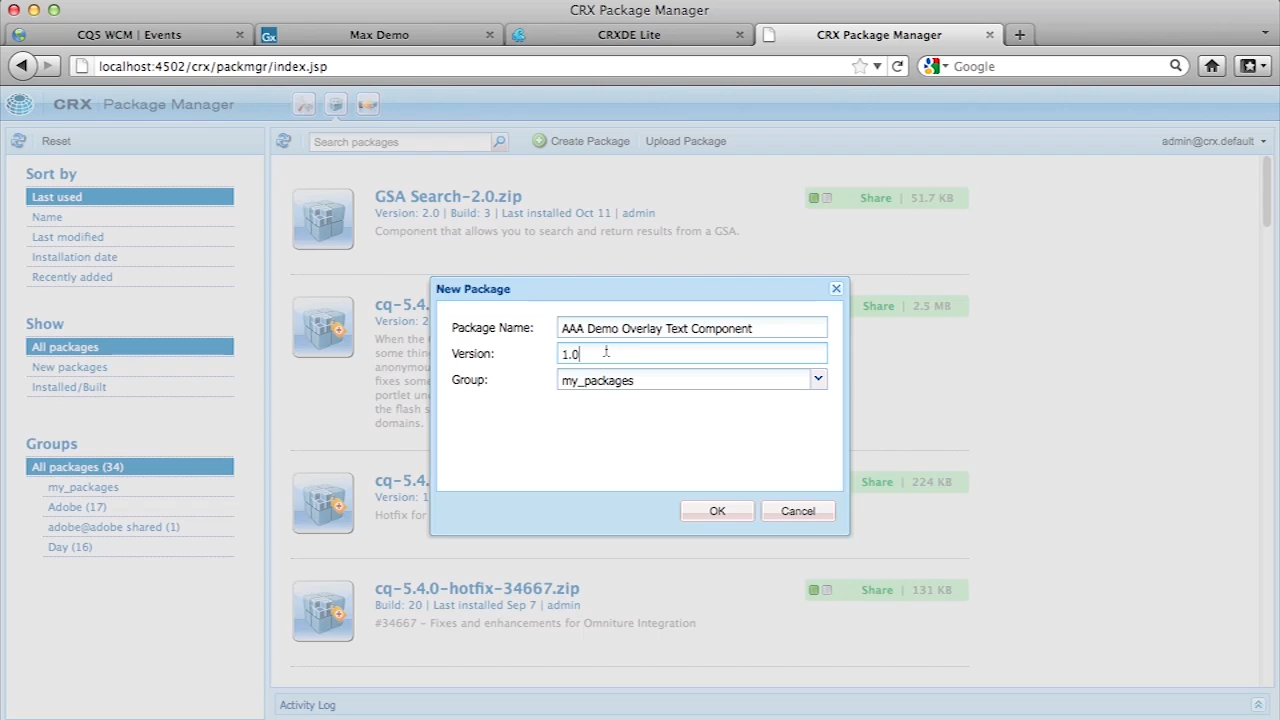 CRX Package Manager
CQ5 WCM | Events
Gx
Max Demo
CRXDE Lite
CRX Package Manager
localhost:4502/crx/packmgr/index.jsp
Google
CRX Package Manager
Reset
Search packages
Create Package
Upload Package
admin@crx.default
Sort by
Last used
Name
Last modified
Installation date
Recently added
Show
All packages
New packages
Installed/Built
Groups
All packages (34)
my_packages
Adobe (17)
adobe@adobe shared (1)
Day (16)
GSA Search-2.0.zip
Version: 2.0 | Build: 3 | Last installed Oct 11 | admin
Component that allows you to search and return results from a GSA.
Share | 51.7 KB
cq-5.4.
Version: 2
When the
some thing
anonymou
fixes some
portlet un
the flash s
domains.
Share | 2.5 MB
cq-5.4.
Version: 1
Hotfix for
Share | 224 KB
cq-5.4.0-hotfix-34667.zip
Build: 20 | Last installed Sep 7 | admin
#34667 - Fixes and enhancements for Omniture Integration
Share | 131 KB
New Package
Package Name: AAA Demo Overlay Text Component
Version: 1.0
Group: my_packages
OK
Cancel
Activity Log